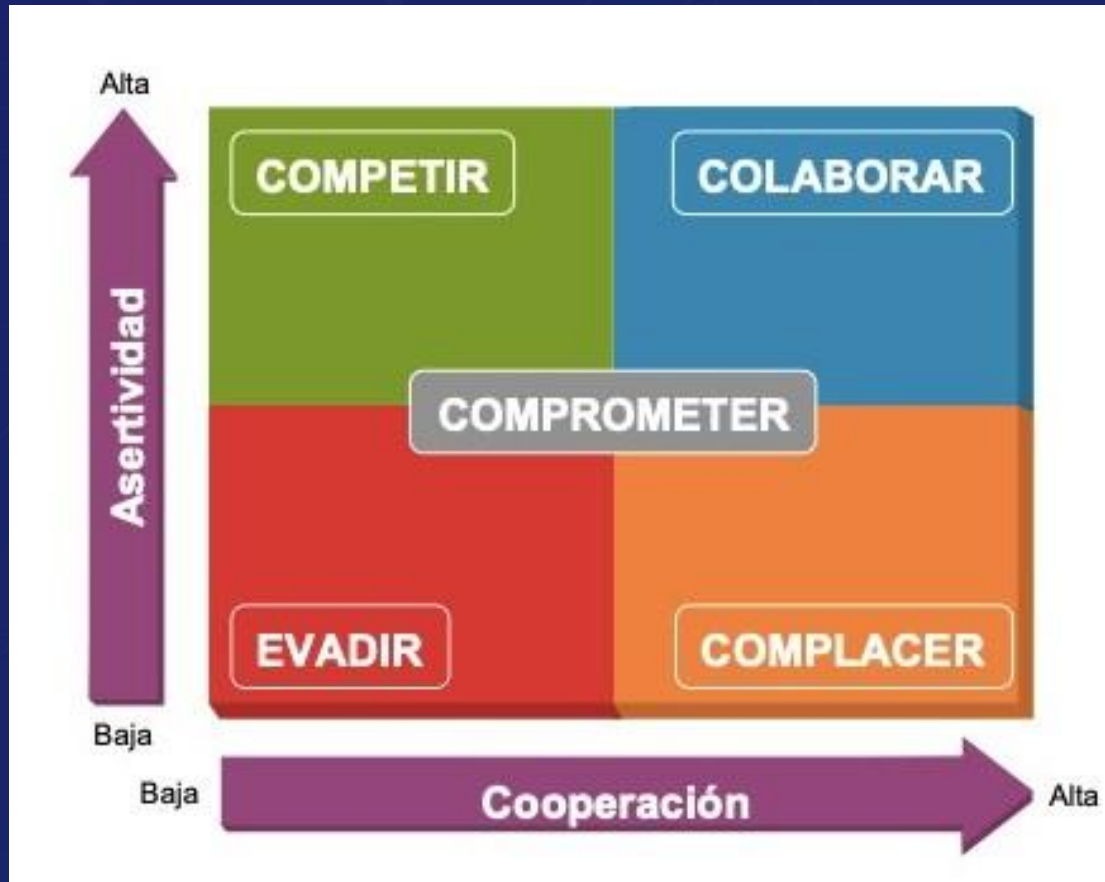 Alta
COMPETIR
COLABORAR
Asertividad
COMPROMETER
EVADIR
COMPLACER
Baja
Baja
Cooperación
Alta